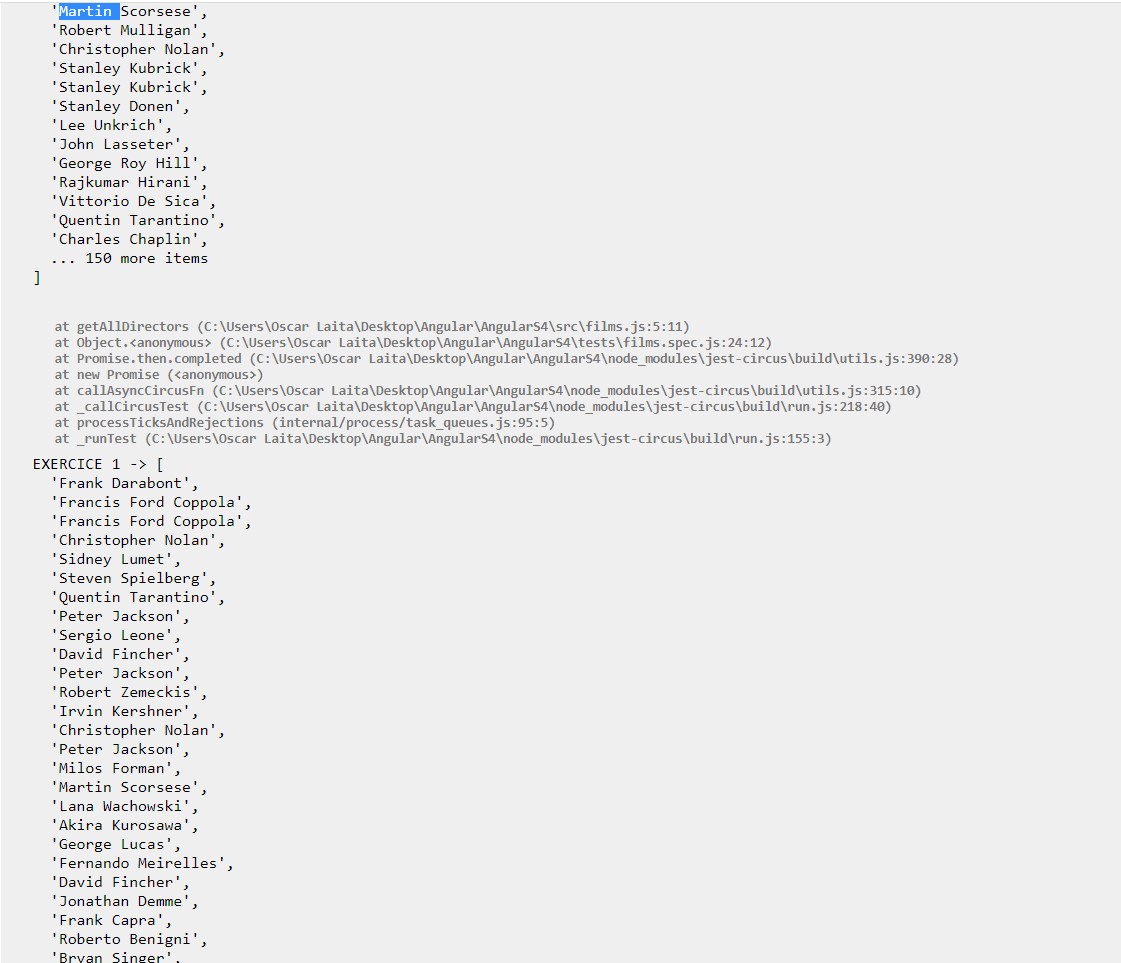 'Martin Scorsese',
'Robert Mulligan',
'Christopher Nolan',
'Stanley Kubrick',
'Stanley Kubrick',
'Stanley Donen',
'Lee Unkrich',
'John Lasseter',
'George Roy Hill',
'Rajkumar Hirani',
'Vittorio De Sica',
'Quentin Tarantino',
'Charles Chaplin',
... 150 more items
]
at getAllDirectors (C:\Users\Oscar Laita\Desktop\Angular\AngularS4\src\films.js:5:11)
at Object.<anonymous> (C:\Users\Oscar Laita\Desktop\Angular\AngularS4\tests\films.spec.js:24:12)
at Promise.then.completed (C:\Users\Oscar Laita\Desktop\Angular\AngularS4\node_modules\jest-circus\build\utils.js:390:28)
at new Promise (<anonymous>)
at callAsyncCircusFn (C:\Users\Oscar Laita\Desktop\Angular\AngularS4\node_modules\jest-circus\build\utils.js:315:10)
at _callCircusTest (C:\Users\Oscar Laita\Desktop\Angular\AngularS4\node_modules\jest-circus\build\run.js:218:40)
at processTicksAndRejections (internal/process/task_queues.js:95:5)
at _runTest (C:\Users\Oscar Laita\Desktop\Angular\AngularS4\node_modules\jest-circus\build\run.js:155:3)
EXERCICE 1 -> [
'Frank Darabont',
'Francis Ford Coppola',
'Francis Ford Coppola',
'Christopher Nolan',
'Sidney Lumet',
'Steven Spielberg',
'Quentin Tarantino',
'Peter Jackson',
'Sergio Leone',
'David Fincher',
'Peter Jackson',
'Robert Zemeckis',
'Irvin Kershner',
'Christopher Nolan',
'Peter Jackson',
'Milos Forman',
'Martin Scorsese',
'Lana Wachowski',
'Akira Kurosawa',
'George Lucas',
'Fernando Meirelles',
'David Fincher',
'Jonathan Demme',
'Frank Capra',
'Roberto Benigni',
'Bryan Singer',